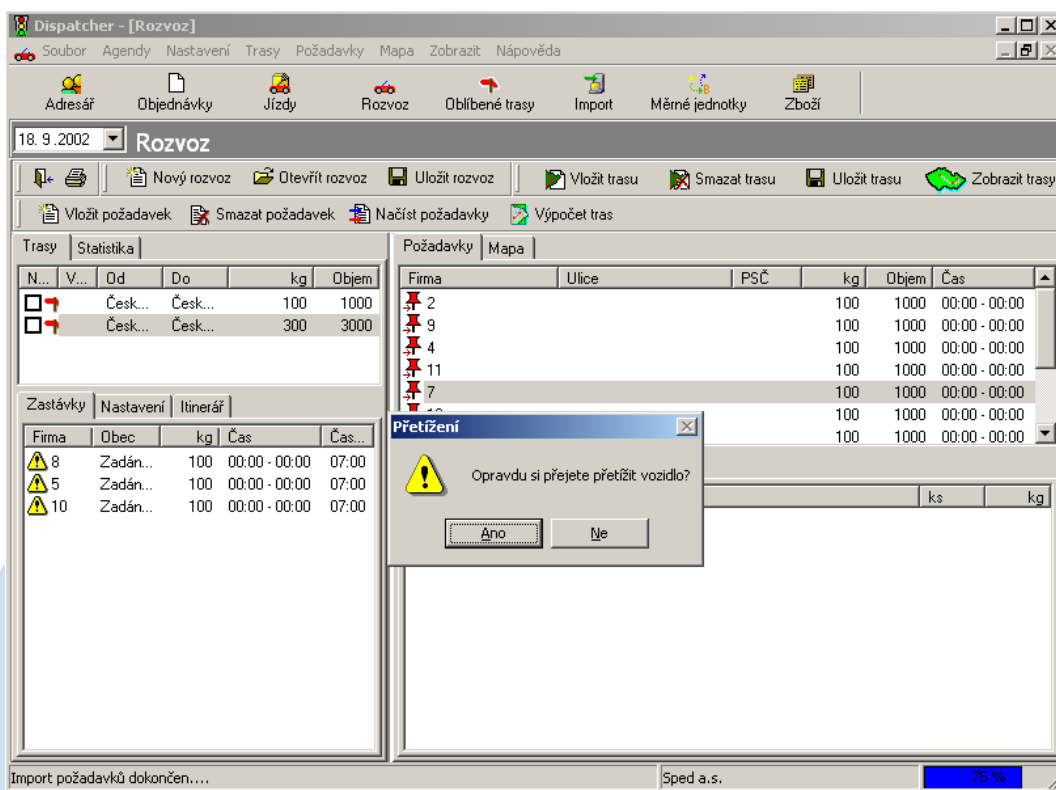 Dispatcher - [Rozvoz]
Soubor Agendy Nastavení Trasy Požadavky Mapa Zobrazit Nápověda
Adresář Objednávky Jízdy Rozvoz Oblíbené trasy Import Měrné jednotky Zboží
18. 9 .2002 Rozvoz
Nový rozvoz Otevřít rozvoz Uložit rozvoz Vložit trasu Smazat trasu Uložit trasu Zobrazit trasy
Vložit požadavek Smazat požadavek Načíst požadavky Výpočet tras
Trasy Statistika
N... V... Od Do kg Objem
Česk... Česk... 100 1000
Česk... Česk... 300 3000
Zastávky Nastavení Itinerář
Firma Obec kg Čas Čas...
8 Zadán... 100 00:00 - 00:00 07:00
5 Zadán... 100 00:00 - 00:00 07:00
10 Zadán... 100 00:00 - 00:00 07:00
Požadavky Mapa
Firma Ulice PSČ kg Objem Čas
2 100 1000 00:00 - 00:00
9 100 1000 00:00 - 00:00
4 100 1000 00:00 - 00:00
11 100 1000 00:00 - 00:00
7 100 1000 00:00 - 00:00
100 1000 00:00 - 00:00
100 1000 00:00 - 00:00
ks kg
Přetížení
Opravdu si přejete přetížit vozidlo?
Ano Ne
Import požadavků dokončen.... Sped a.s. 75 %